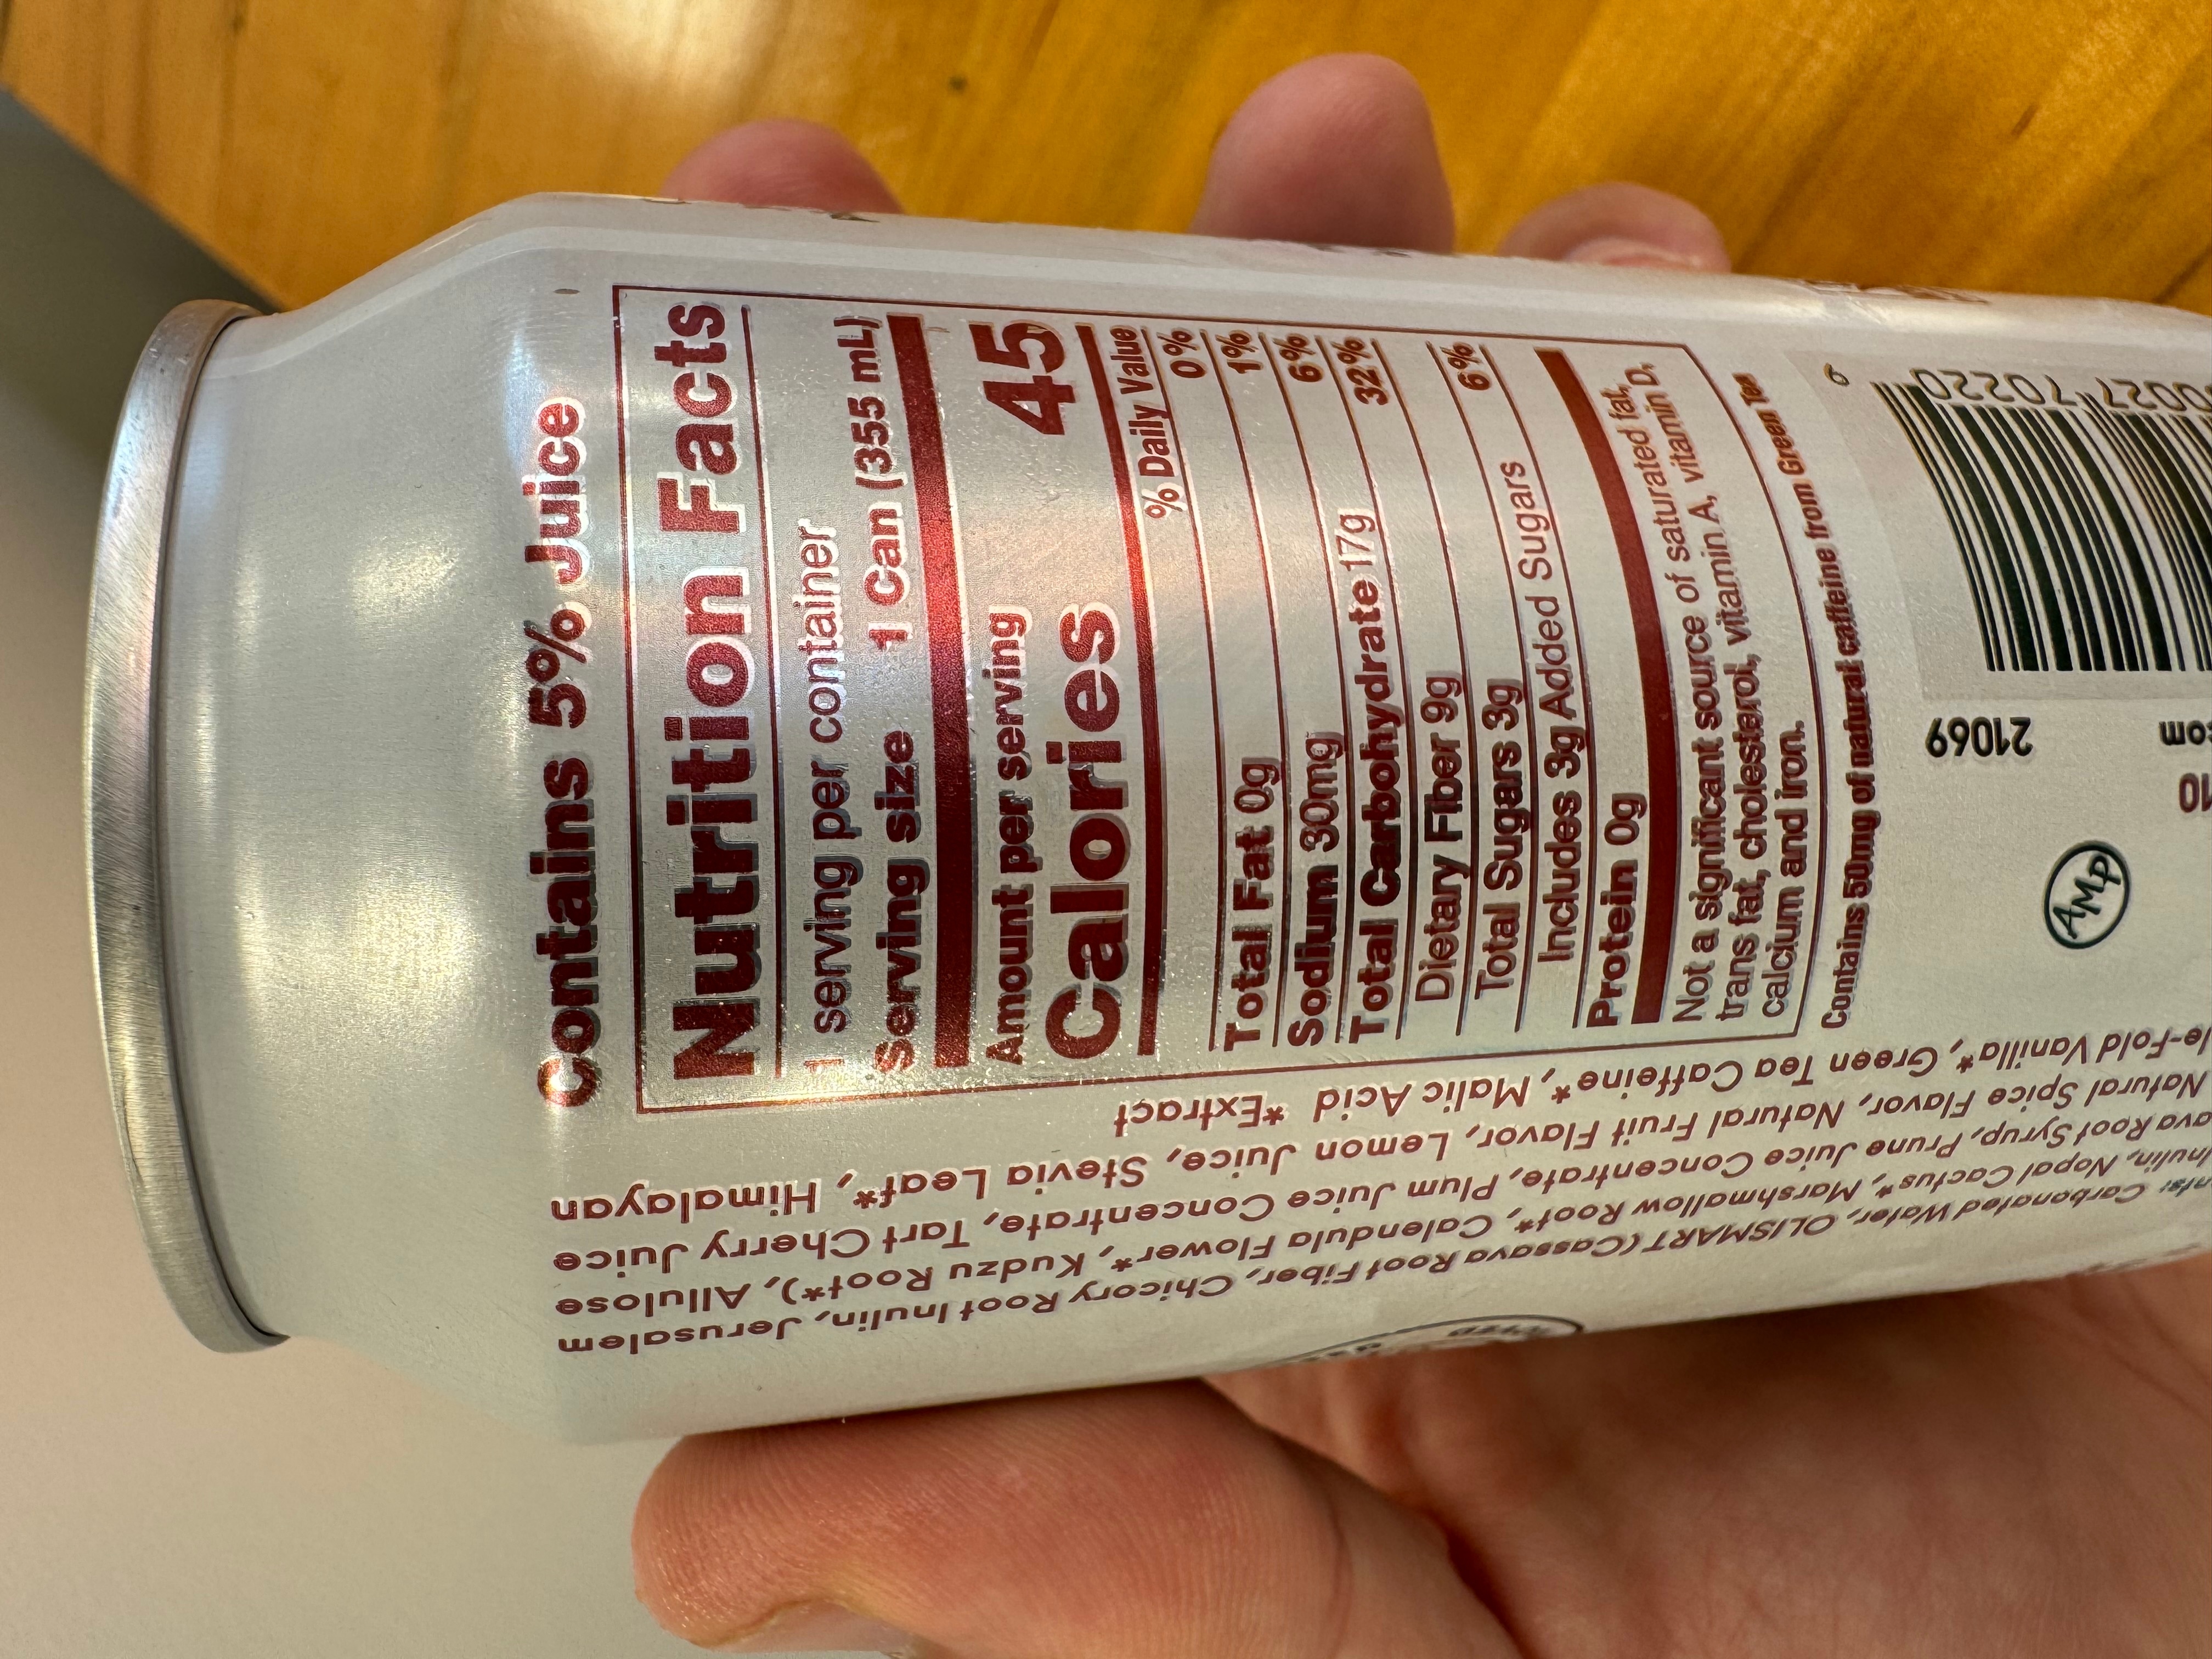 Contains 5% Juice
Nutrition Facts
1 serving per container
Serving size 1 Can (355 mL)
Amount per serving
Calories 45
% Daily Value
Total Fat 0g 0%
Sodium 30mg 1%
Total Carbohydrate 17g 6%
Dietary Fiber 9g 32%
Total Sugars 3g
Includes 3g Added Sugars 6%
Protein 0g
Not a significant source of saturated fat,
trans fat, cholesterol, vitamin A, vitamin D,
calcium and iron.
Contains 50mg of natural caffeine from Green Tea
Carbonated Water, OLISMART (Cassava Root Fiber, Chicory Root Inulin, Jerusalem
Inulin, Nopal Cactus*, Marshmallow Root*, Calendula Flower*, Kudzu Root*), Allulose
Root Syrup, Prune Juice Concentrate, Plum Juice Concentrate, Tart Cherry Juice
Natural Spice Flavor, Natural Fruit Flavor, Lemon Juice, Stevia Leaf*, Himalayan
Vanilla*, Green Tea Caffeine*, Malic Acid *Extract
70220 9
21069
AMP